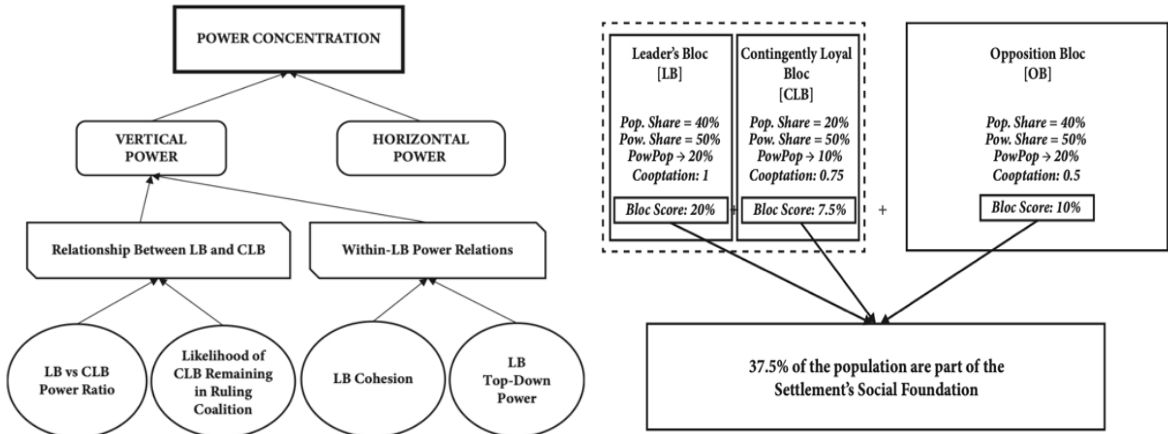 POWER CONCENTRATION
VERTICAL
POWER
HORIZONTAL
POWER
Relationship Between LB and CLB
Within-LB Power Relations
LB vs CLB
Power Ratio
Likelihood of
CLB Remaining
in Ruling
Coalition
LB Cohesion
LB
Top-Down
Power
Leader's Bloc
[LB]
Pop. Share = 40%
Pow. Share = 50%
PowPop → 20%
Cooptation: 1
Bloc Score: 20%
+
Contingently Loyal
Bloc
[CLB]
Pop. Share = 20%
Pow. Share = 50%
PowPop → 10%
Cooptation: 0.75
Bloc Score: 7.5%
+
Opposition Bloc
[OB]
Pop. Share = 40%
Pow. Share = 50%
PowPop → 20%
Cooptation: 0.5
Bloc Score: 10%
37.5% of the population are part of the
Settlement's Social Foundation